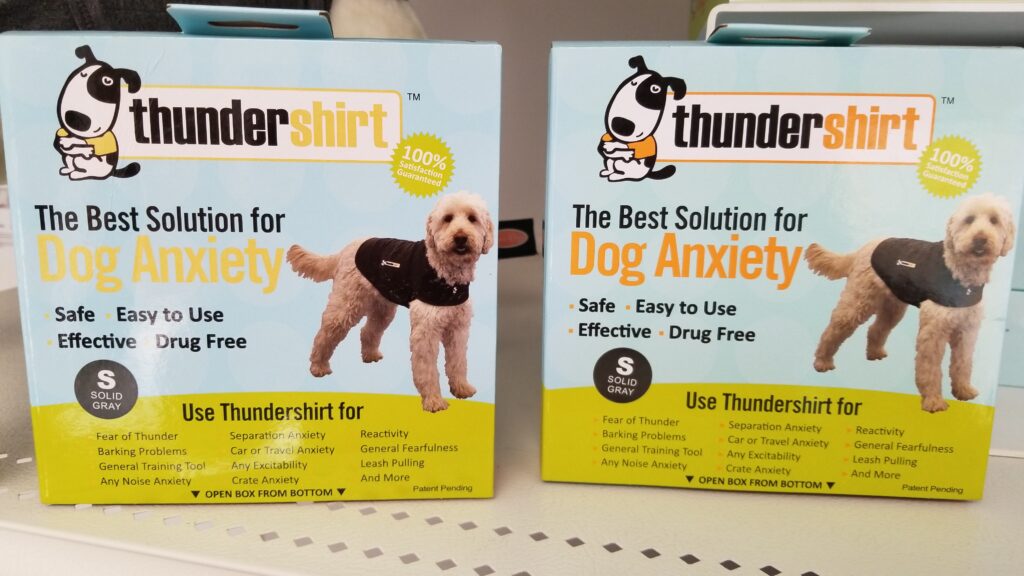 thundershirt™
100%
Satisfaction
Guaranteed
The Best Solution for
Dog Anxiety
Safe Easy to Use
Effective Drug Free
S
SOLID
GRAY
Use Thundershirt for
Fear of Thunder Separation Anxiety Reactivity
Barking Problems Car or Travel Anxiety General Fearfulness
General Training Tool Any Excitability Leash Pulling
Any Noise Anxiety Crate Anxiety And More
▼ OPEN BOX FROM BOTTOM ▼ Patent Pending
thundershirt™
100%
Satisfaction
Guaranteed
The Best Solution for
Dog Anxiety
· Safe · Easy to Use
· Effective · Drug Free
S
SOLID
GRAY
Use Thundershirt for
Fear of Thunder Separation Anxiety Reactivity
Barking Problems Car or Travel Anxiety General Fearfulness
General Training Tool Any Excitability Leash Pulling
Any Noise Anxiety Crate Anxiety And More
▼ OPEN BOX FROM BOTTOM ▼ Patent Pending